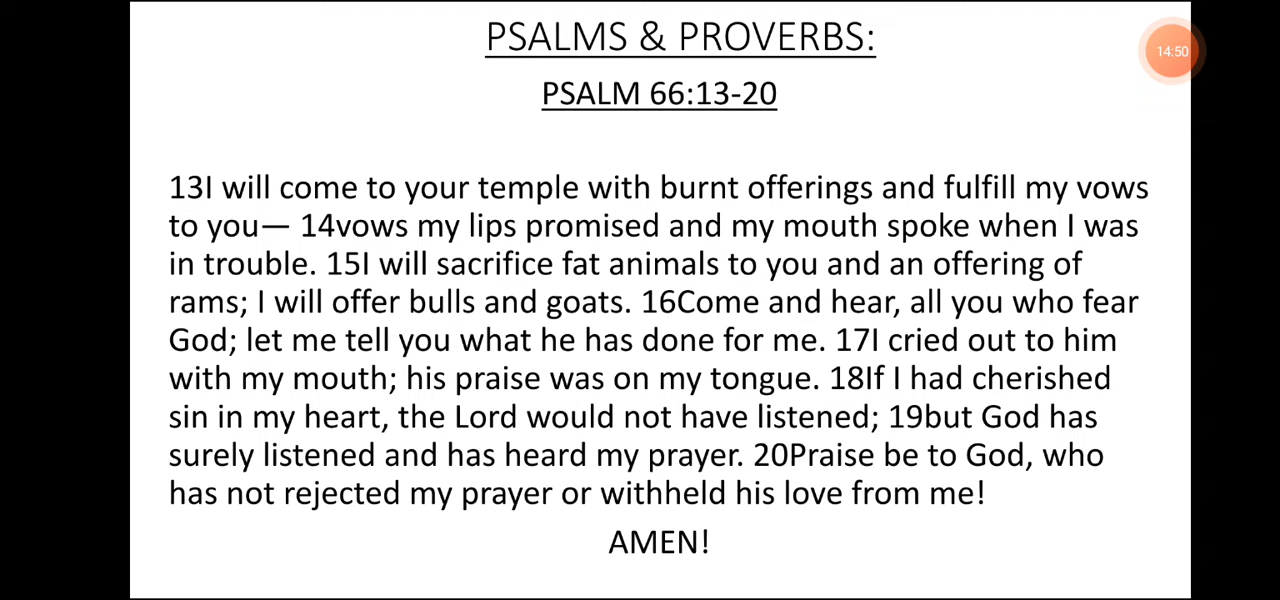 PSALMS & PROVERBS:
14:50
PSALM 66:13-20
13I will come to your temple with burnt offerings and fulfill my vows
to you— 14vows my lips promised and my mouth spoke when I was
in trouble. 15I will sacrifice fat animals to you and an offering of
rams; I will offer bulls and goats. 16Come and hear, all you who fear
God; let me tell you what he has done for me. 17I cried out to him
with my mouth; his praise was on my tongue. 18If I had cherished
sin in my heart, the Lord would not have listened; 19but God has
surely listened and has heard my prayer. 20Praise be to God, who
has not rejected my prayer or withheld his love from me!
AMEN!